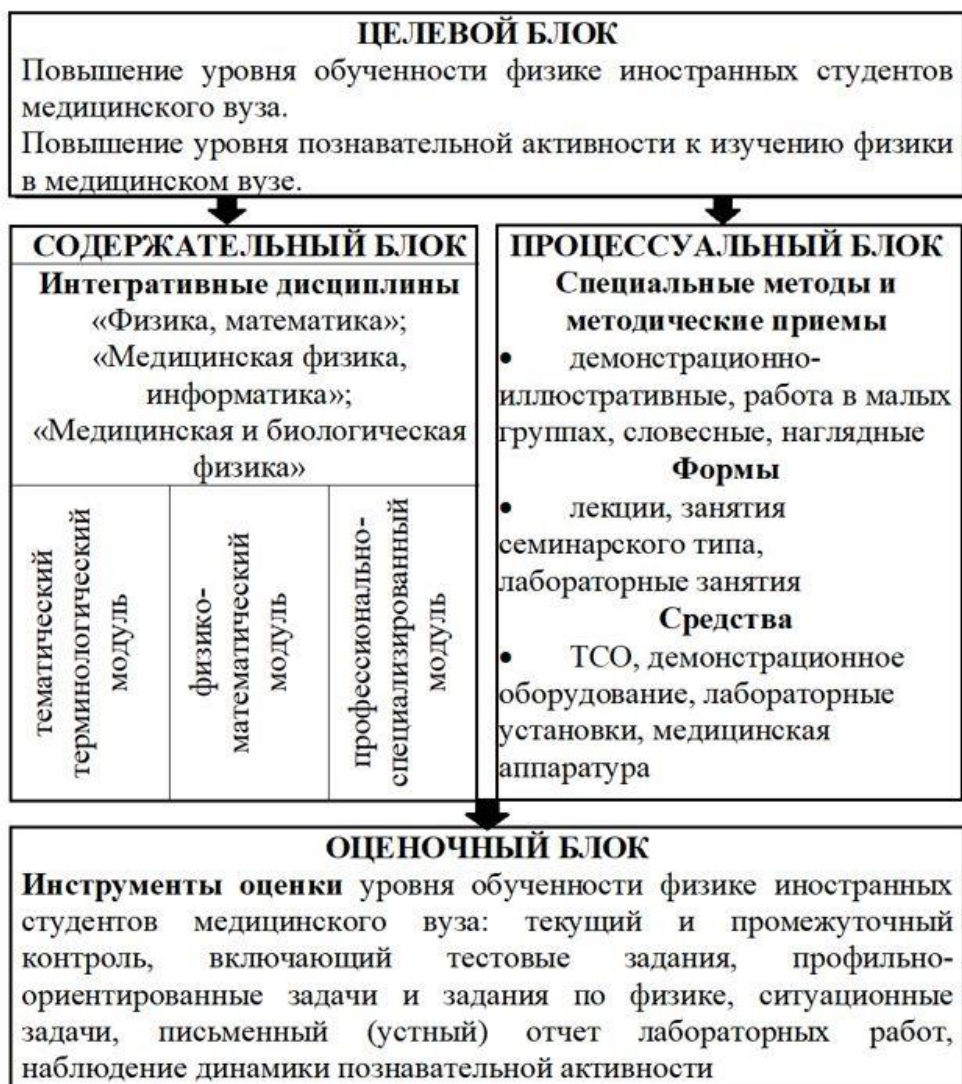 ЦЕЛЕВОЙ БЛОК
Повышение уровня обученности физике иностранных студентов
медицинского вуза.
Повышение уровня познавательной активности к изучению физики
в медицинском вузе.
СОДЕРЖАТЕЛЬНЫЙ БЛОК
Интегративные дисциплины
«Физика, математика»;
«Медицинская физика,
информатика»;
«Медицинская и биологическая
физика»
тематический
терминологический
модуль
физико-
математический
модуль
профессионально-
специализированный
модуль
ПРОЦЕССУАЛЬНЫЙ БЛОК
Специальные методы и
методические приемы
• демонстрационно-
иллюстративные, работа в малых
группах, словесные, наглядные
Формы
• лекции, занятия
семинарского типа,
лабораторные занятия
Средства
• ТСО, демонстрационное
оборудование, лабораторные
установки, медицинская
аппаратура
ОЦЕНОЧНЫЙ БЛОК
Инструменты оценки уровня обученности физике иностранных
студентов медицинского вуза: текущий и промежуточный
контроль, включающий тестовые задания, профильно-
ориентированные задачи и задания по физике, ситуационные
задачи, письменный (устный) отчет лабораторных работ,
наблюдение динамики познавательной активности